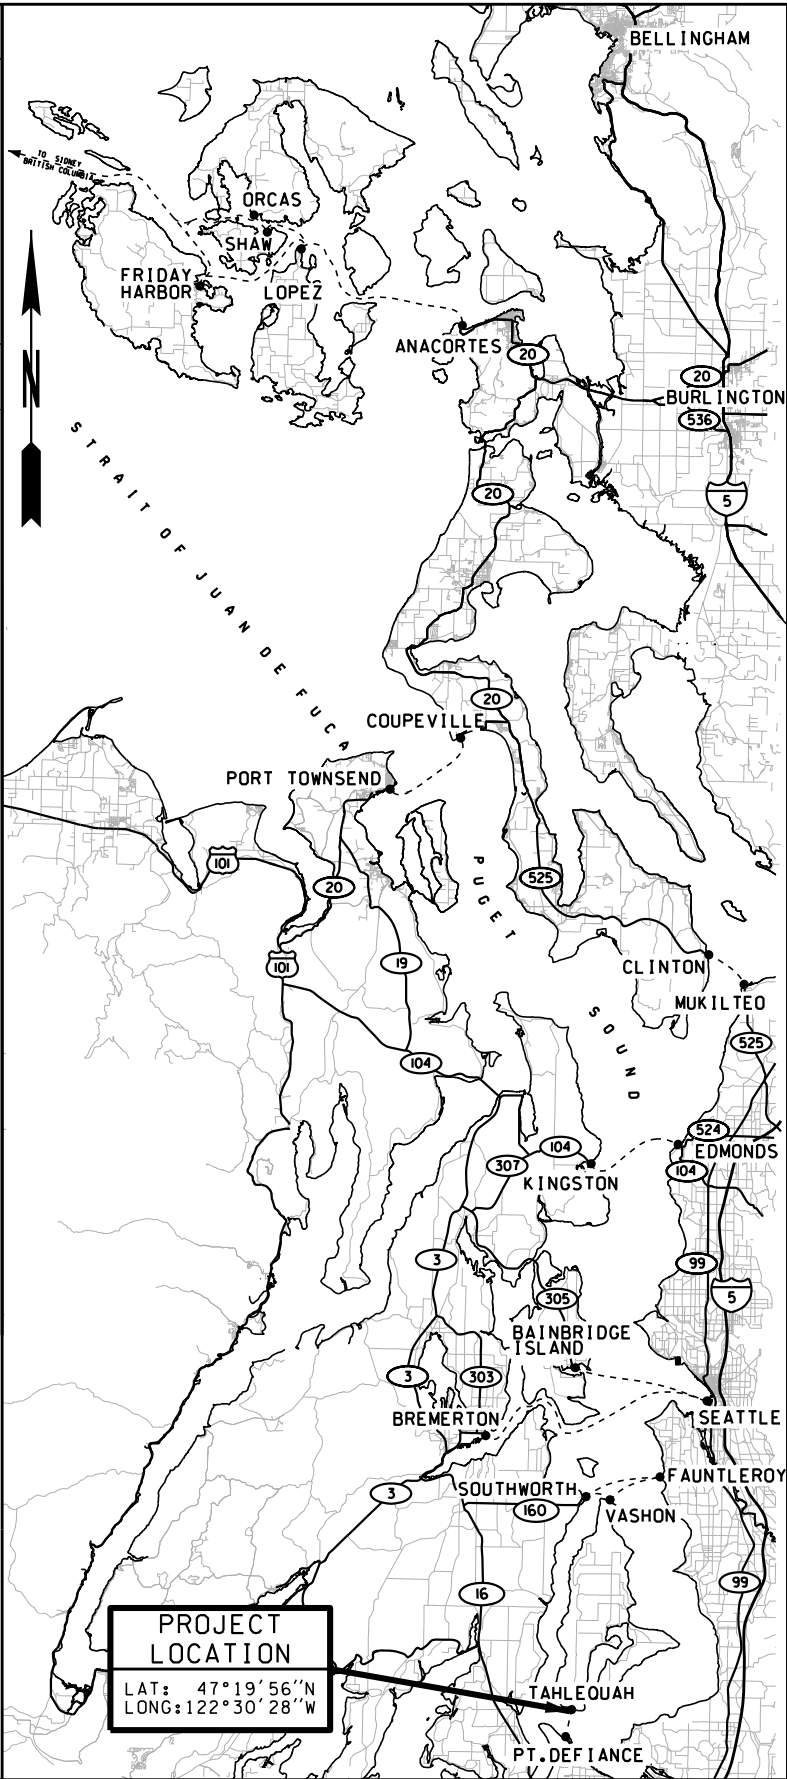 BELLINGHAM
TO SIDNEY
BRITISH COLUMBIA
ORCAS
SHAW
FRIDAY
HARBOR
LOPEZ
ANACORTES
20
20
BURLINGTON
536
N
20
5
STRAIT OF JUAN DE FUCA
20
COUPEVILLE
PORT TOWNSEND
101
20
525
PUGET
SOUND
101
19
CLINTON
MUKILTEO
525
104
524
EDMONDS
104
104
307
KINGSTON
3
99
5
305
BAINBRIDGE
ISLAND
3
303
BREMERTON
SEATTLE
FAUNTLEROY
3
SOUTHWORTH
160
VASHON
99
16
PROJECT
LOCATION
LAT: 47°19'56"N
LONG:122°30'28"W
TAHLEQUAH
PT.DEFIANCE